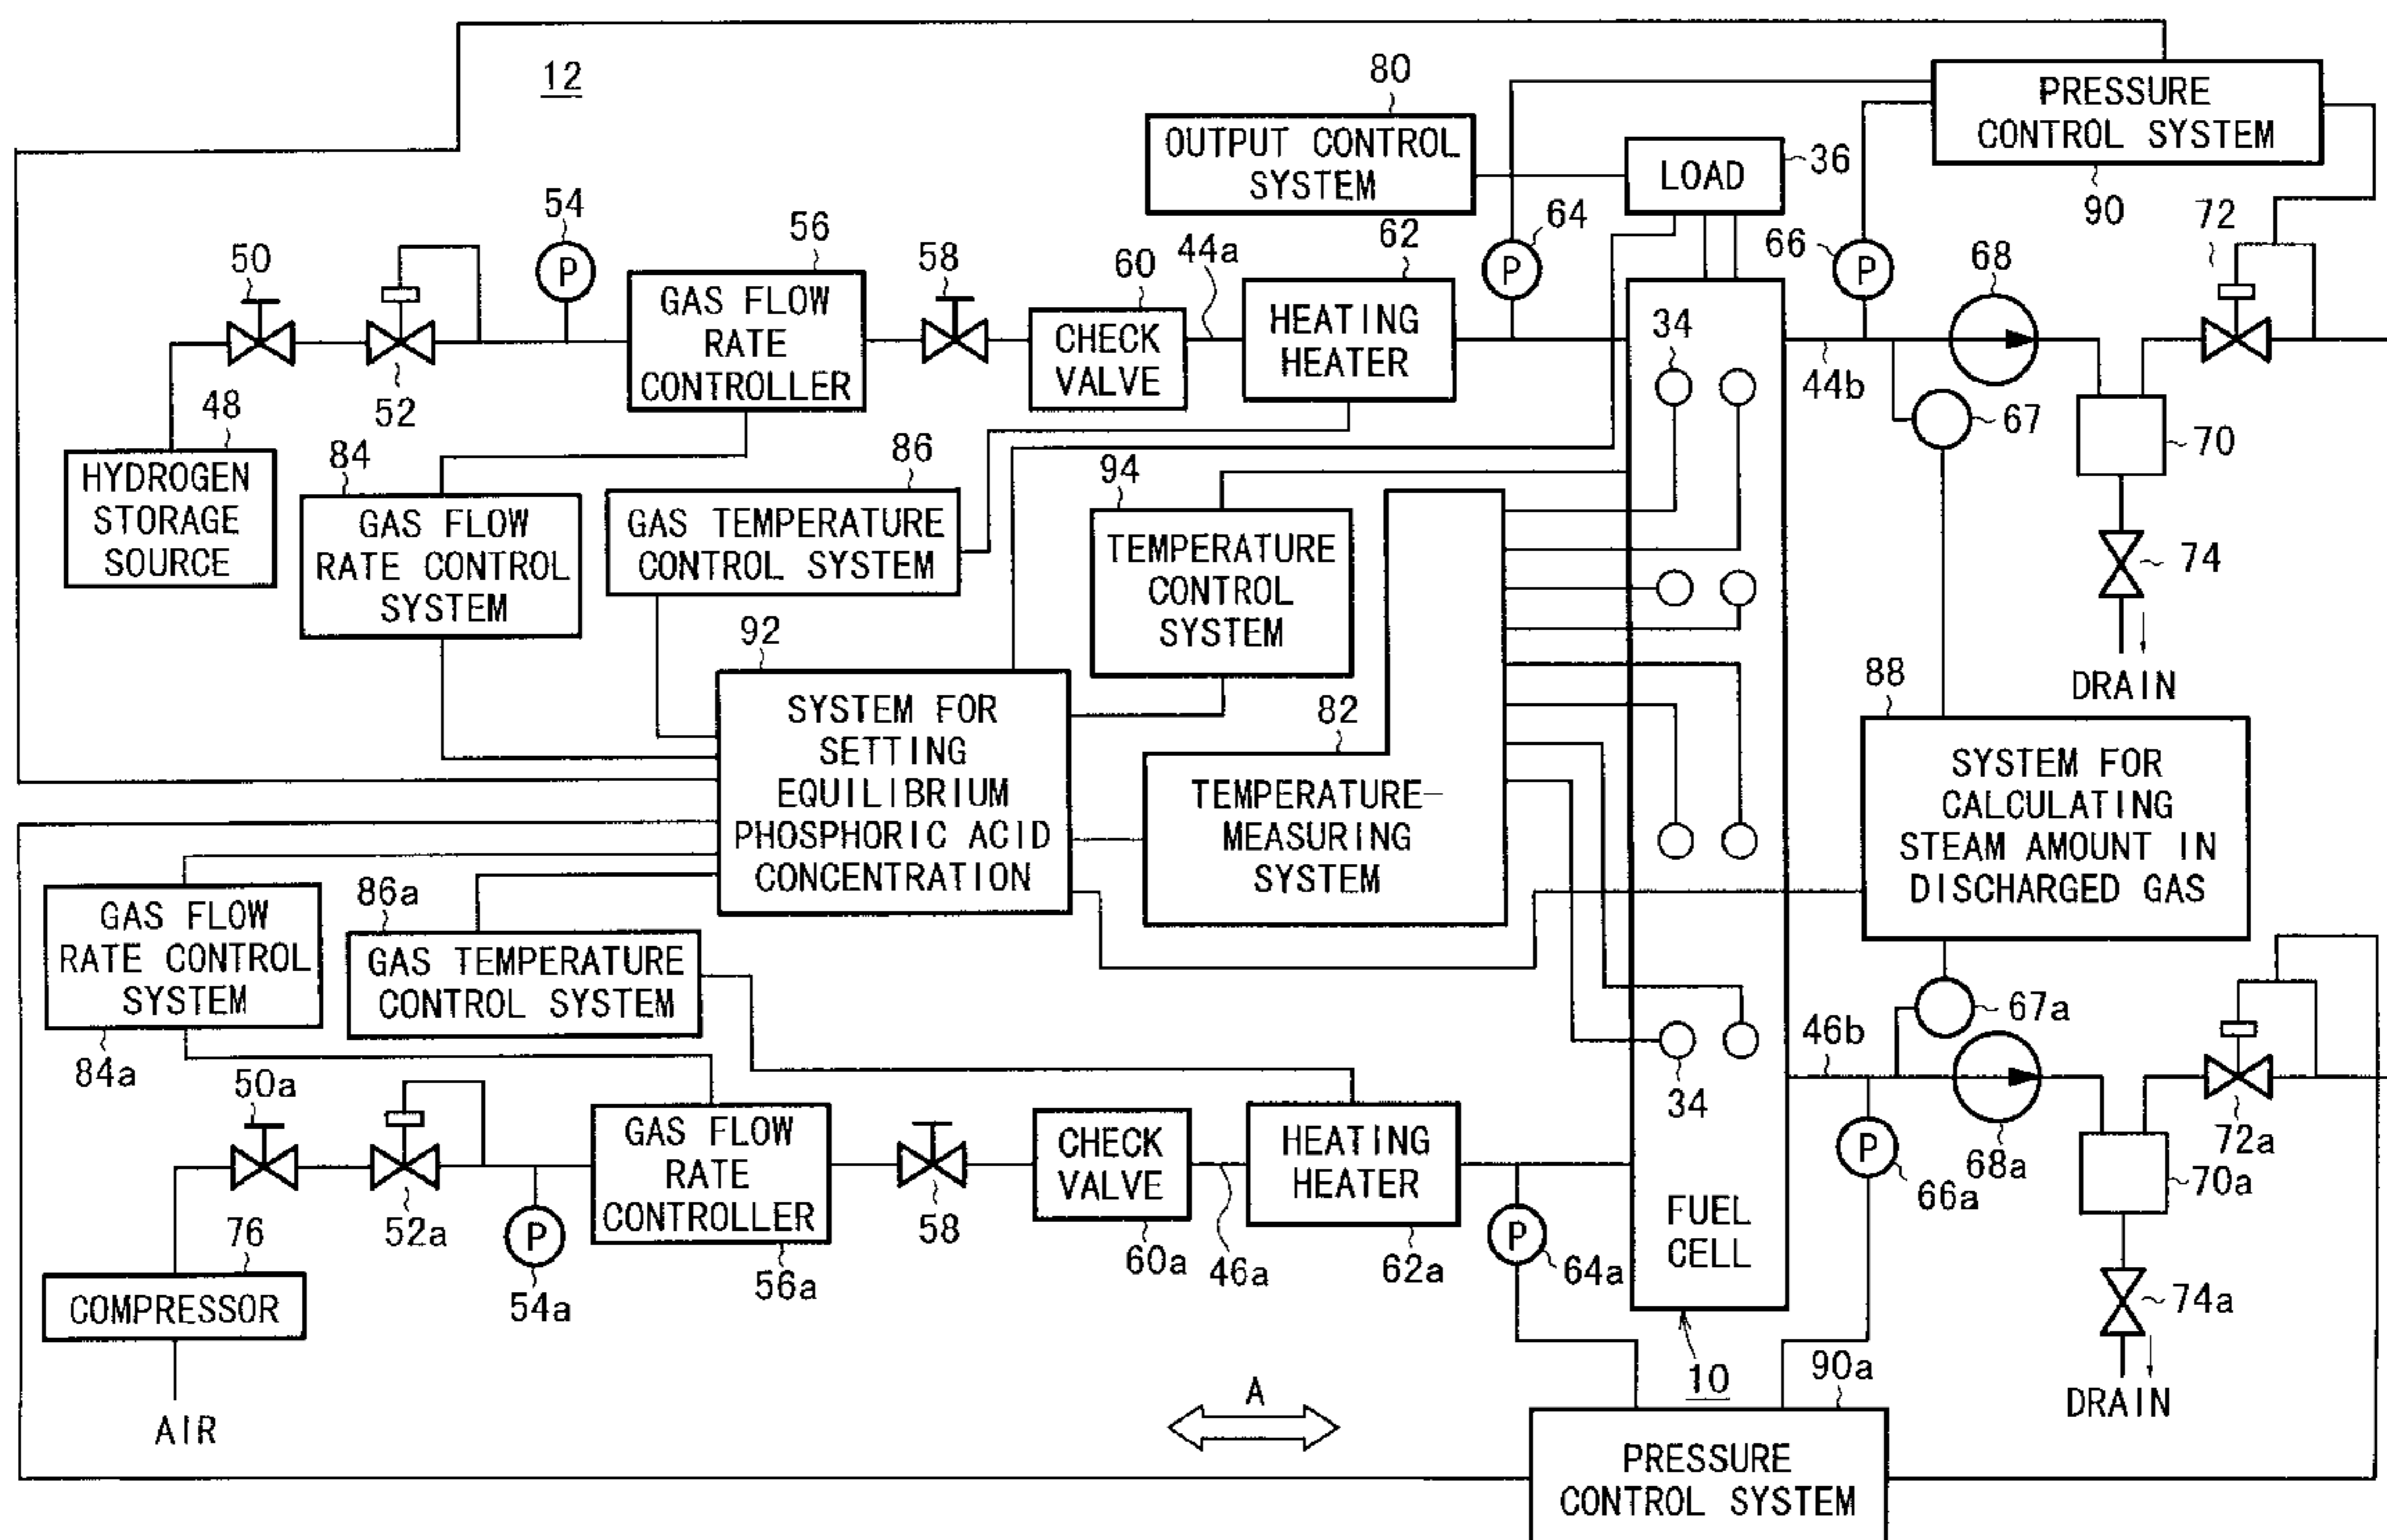 12
80
OUTPUT CONTROL
SYSTEM
LOAD
36
PRESSURE
CONTROL SYSTEM
90
72
54
P
50
52
56
GAS FLOW
RATE
CONTROLLER
58
60
CHECK
VALVE
44a
62
HEATING
HEATER
64
P
66
P
68
44b
67
70
74
DRAIN
34
48
HYDROGEN
STORAGE
SOURCE
84
GAS FLOW
RATE CONTROL
SYSTEM
86
GAS TEMPERATURE
CONTROL SYSTEM
94
TEMPERATURE
CONTROL
SYSTEM
92
SYSTEM FOR
SETTING
EQUILIBRIUM
PHOSPHORIC ACID
CONCENTRATION
82
TEMPERATURE-
MEASURING
SYSTEM
88
SYSTEM FOR
CALCULATING
STEAM AMOUNT IN
DISCHARGED GAS
GAS FLOW
RATE CONTROL
SYSTEM
84a
86a
GAS TEMPERATURE
CONTROL SYSTEM
67a
46b
34
50a
52a
P
54a
GAS FLOW
RATE
CONTROLLER
56a
58
CHECK
VALVE
60a
46a
HEATING
HEATER
62a
P
64a
FUEL
CELL
10
P
66a
68a
72a
70a
74a
DRAIN
76
COMPRESSOR
AIR
A
90a
PRESSURE
CONTROL SYSTEM